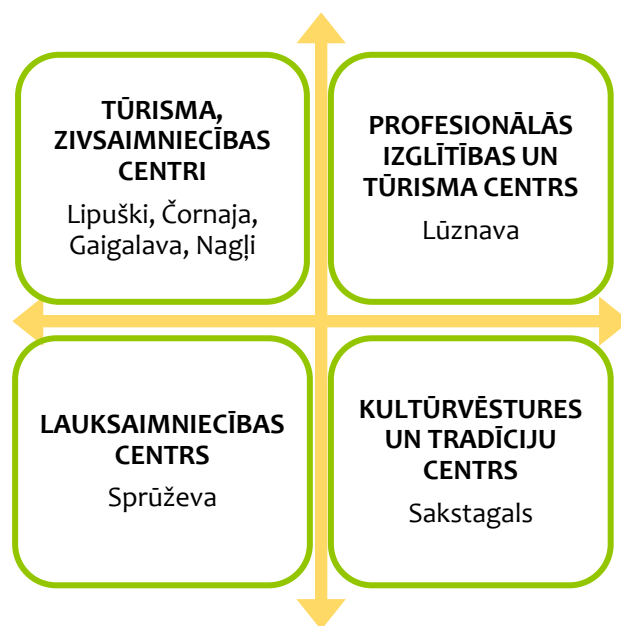 TŪRISMA,
ZIVSAIMNIECĪBAS
CENTRI
Lipuški, Čornaja,
Gaigalava, Nagļi
PROFESIONĀLĀS
IZGLĪTĪBAS UN
TŪRISMA CENTRS
Lūznava
LAUKSAIMNIECĪBAS
CENTRS
Sprūževa
KULTŪRVĒSTURES
UN TRADĪCIJU
CENTRS
Sakstagals